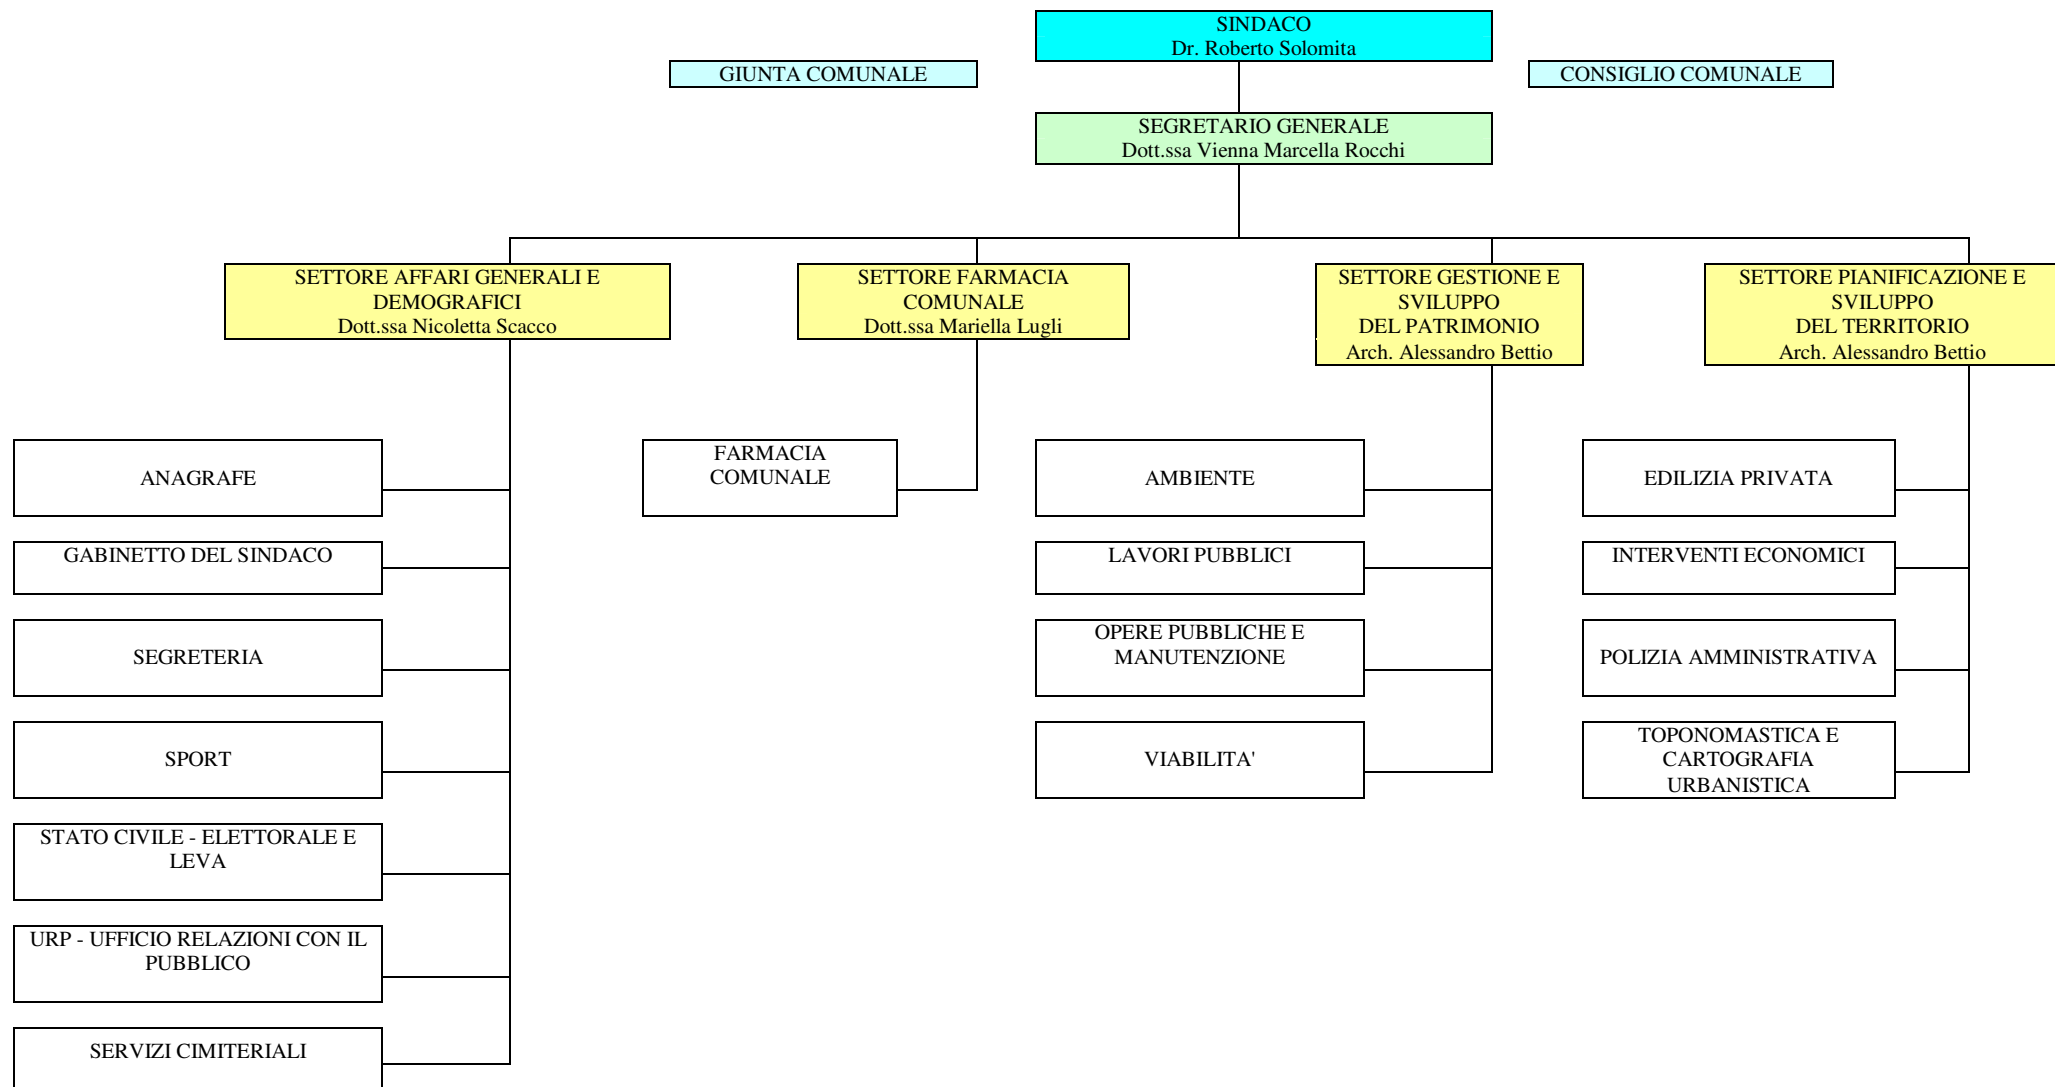 SINDACO
Dr. Roberto Solomita
GIUNTA COMUNALE
CONSIGLIO COMUNALE
SEGRETARIO GENERALE
Dott.ssa Vienna Marcella Rocchi
SETTORE AFFARI GENERALI E
DEMOGRAFICI
Dott.ssa Nicoletta Scacco
SETTORE FARMACIA
COMUNALE
Dott.ssa Mariella Lugli
SETTORE GESTIONE E
SVILUPPO
DEL PATRIMONIO
Arch. Alessandro Bettio
SETTORE PIANIFICAZIONE E
SVILUPPO
DEL TERRITORIO
Arch. Alessandro Bettio
ANAGRAFE
GABINETTO DEL SINDACO
SEGRETERIA
SPORT
STATO CIVILE - ELETTORALE E
LEVA
URP - UFFICIO RELAZIONI CON IL
PUBBLICO
SERVIZI CIMITERIALI
FARMACIA
COMUNALE
AMBIENTE
LAVORI PUBBLICI
OPERE PUBBLICHE E
MANUTENZIONE
VIABILITA'
EDILIZIA PRIVATA
INTERVENTI ECONOMICI
POLIZIA AMMINISTRATIVA
TOPONOMASTICA E
CARTOGRAFIA
URBANISTICA